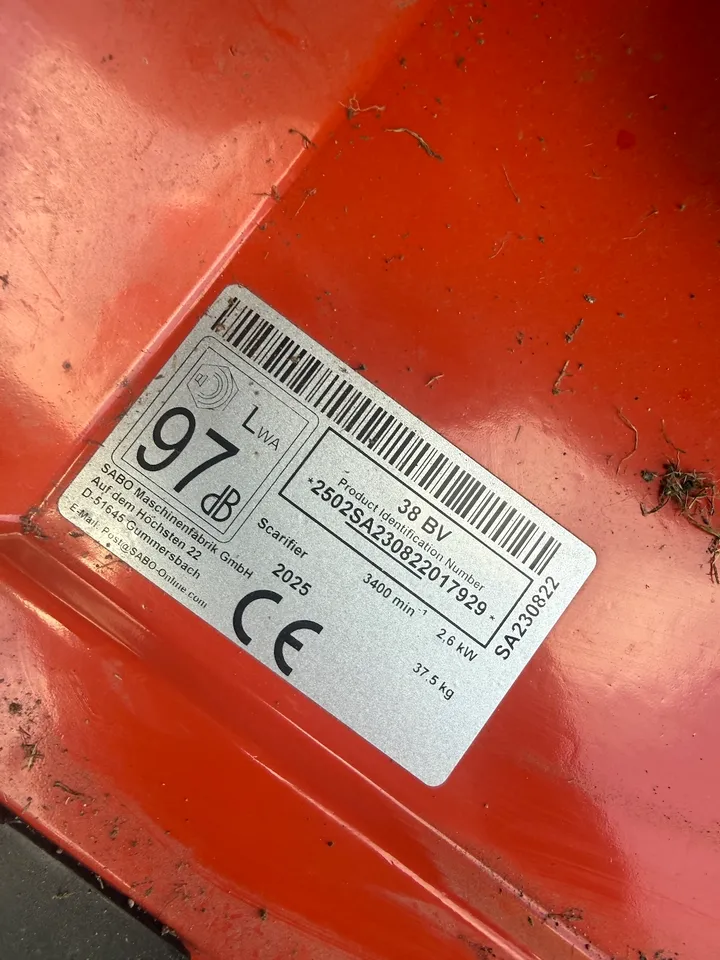 LWA
97 dB
38 BV
Product Identification Number
*2502SA230822017929*
SA230822
SABO Maschinenfabrik GmbH
Auf dem Höchsten 22
D-51645 Gummersbach
E-Mail: Post@SABO-Online.com
Scarifier
2025
3400 min⁻¹
2,6 kW
37.5 kg
CE